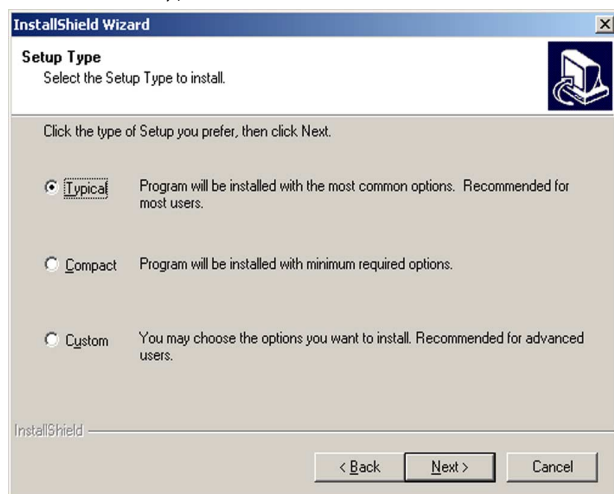 InstallShield Wizard
Setup Type
Select the Setup Type to install.
Click the type of Setup you prefer, then click Next.
Typical
Program will be installed with the most common options. Recommended for
most users.
Compact
Program will be installed with minimum required options.
Custom
You may choose the options you want to install. Recommended for advanced
users.
InstallShield
< Back
Next >
Cancel